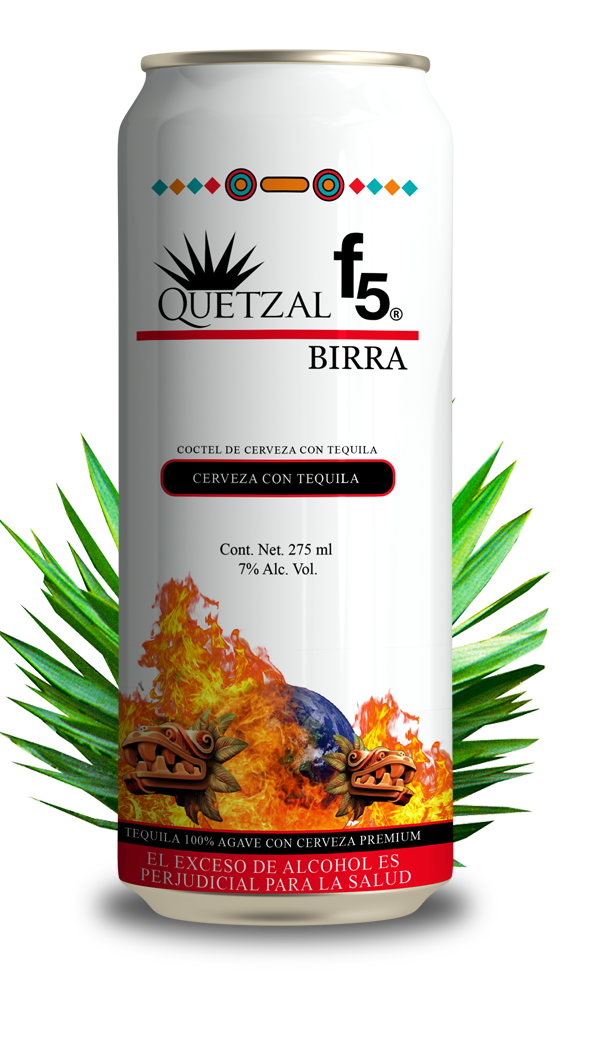 QUETZAL f5®
BIRRA
COCTEL DE CERVEZA CON TEQUILA
CERVEZA CON TEQUILA
Cont. Net. 275 ml
7% Alc. Vol.
TEQUILA 100% AGAVE CON CERVEZA PREMIUM
EL EXCESO DE ALCOHOL ES
PERJUDICIAL PARA LA SALUD